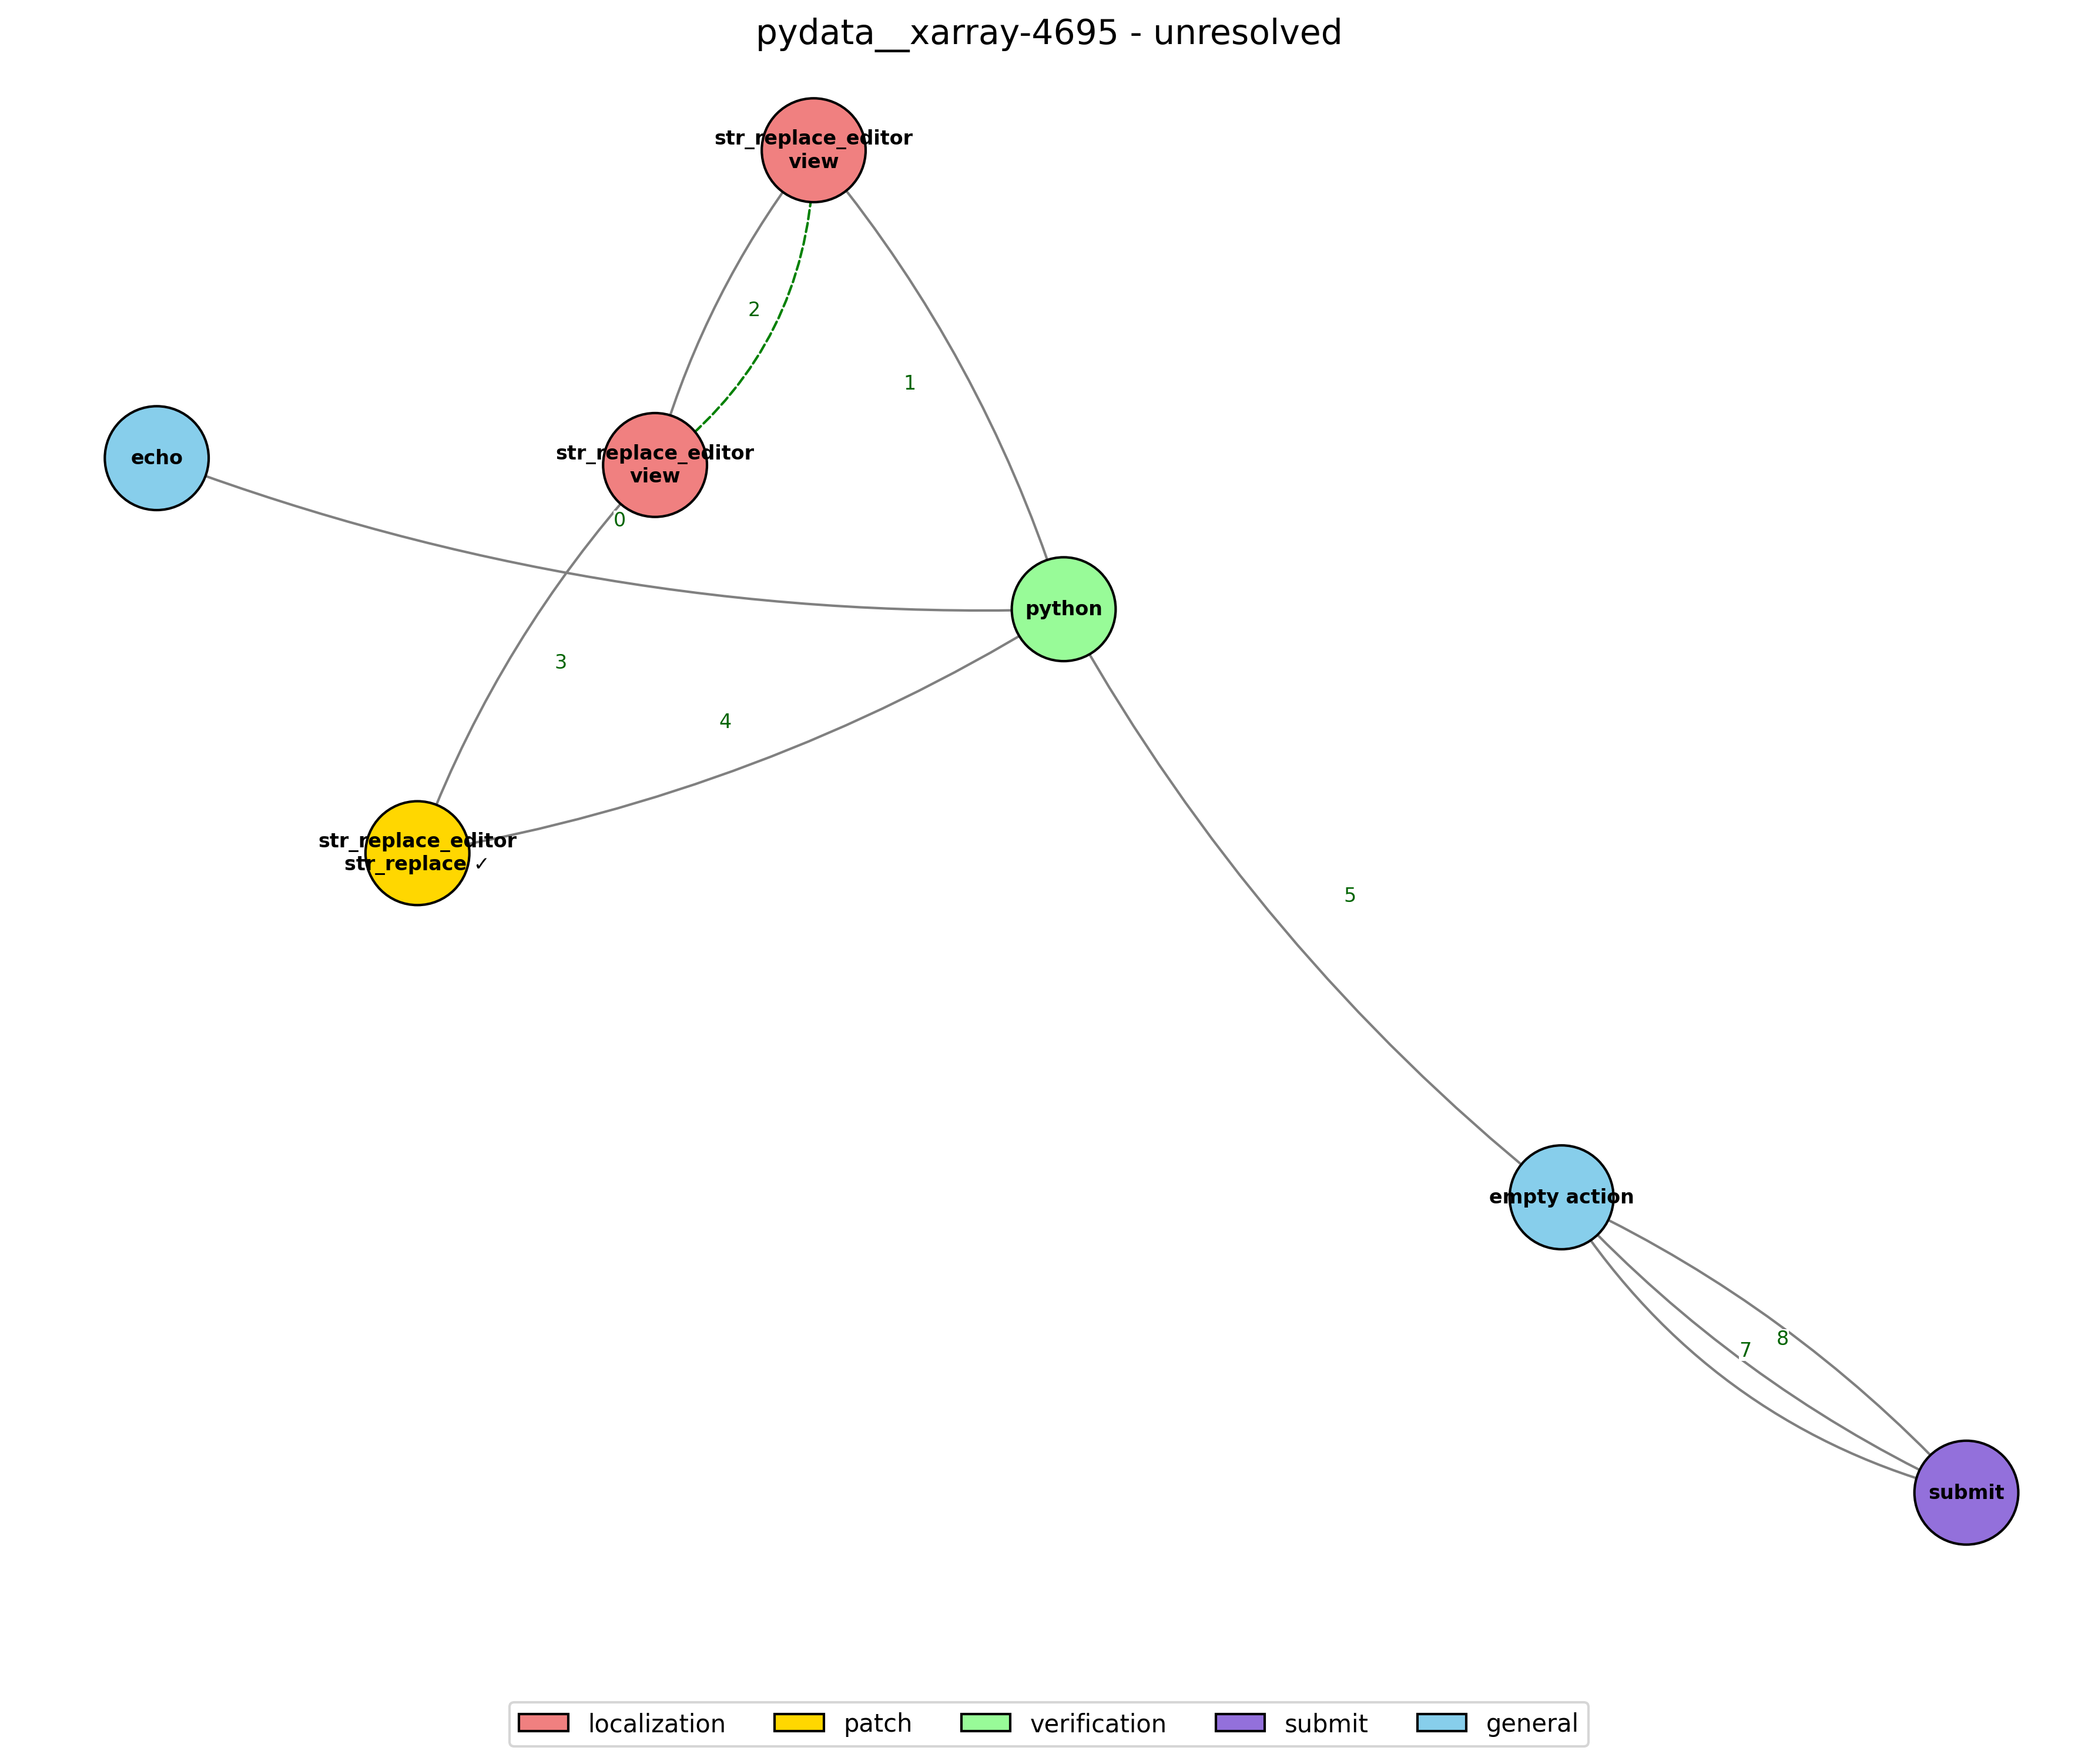 pydata__xarray-4695 - unresolved
str_replace_editor
view
2
1
echo
str_replace_editor
view
0
python
3
4
str_replace_editor
str_replace ✓
5
empty action
8
7
submit
localization
patch
verification
submit
general